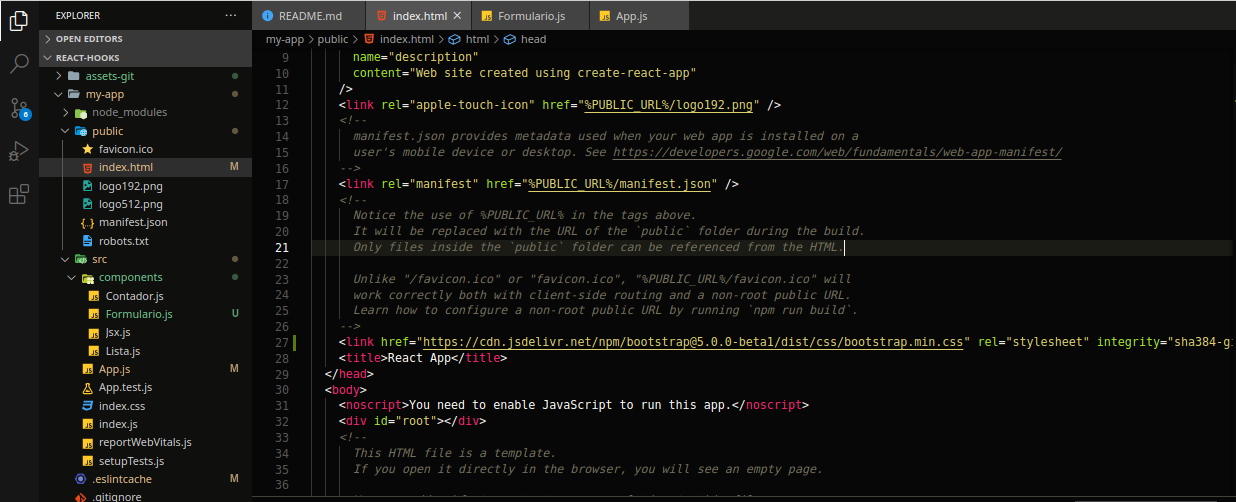 EXPLORER ···
README.md index.html Formulario.js App.js
OPEN EDITORS
REACT-HOOKS
assets-git
my-app
node_modules
public
favicon.ico
index.html M
logo192.png
logo512.png
manifest.json
robots.txt
src
components
Contador.js
Formulario.js U
Jsx.js
Lista.js
App.js M
App.test.js
index.css
index.js
reportWebVitals.js
setupTests.js
.eslintcache M
.gitignore
6
my-app > public > index.html > html > head
9 name="description"
10 content="Web site created using create-react-app"
11 />
12 <link rel="apple-touch-icon" href="%PUBLIC_URL%/logo192.png" />
13 <!--
14 manifest.json provides metadata used when your web app is installed on a
15 user's mobile device or desktop. See https://developers.google.com/web/fundamentals/web-app-manifest/
16 -->
17 <link rel="manifest" href="%PUBLIC_URL%/manifest.json" />
18 <!--
19 Notice the use of %PUBLIC_URL% in the tags above.
20 It will be replaced with the URL of the `public` folder during the build.
21 Only files inside the `public` folder can be referenced from the HTML.
22
23 Unlike "/favicon.ico" or "favicon.ico", "%PUBLIC_URL%/favicon.ico" will
24 work correctly both with client-side routing and a non-root public URL.
25 Learn how to configure a non-root public URL by running `npm run build`.
26 -->
27 <link href="https://cdn.jsdelivr.net/npm/bootstrap@5.0.0-beta1/dist/css/bootstrap.min.css" rel="stylesheet" integrity="sha384-g
28 <title>React App</title>
29 </head>
30 <body>
31 <noscript>You need to enable JavaScript to run this app.</noscript>
32 <div id="root"></div>
33 <!--
34 This HTML file is a template.
35 If you open it directly in the browser, you will see an empty page.
36